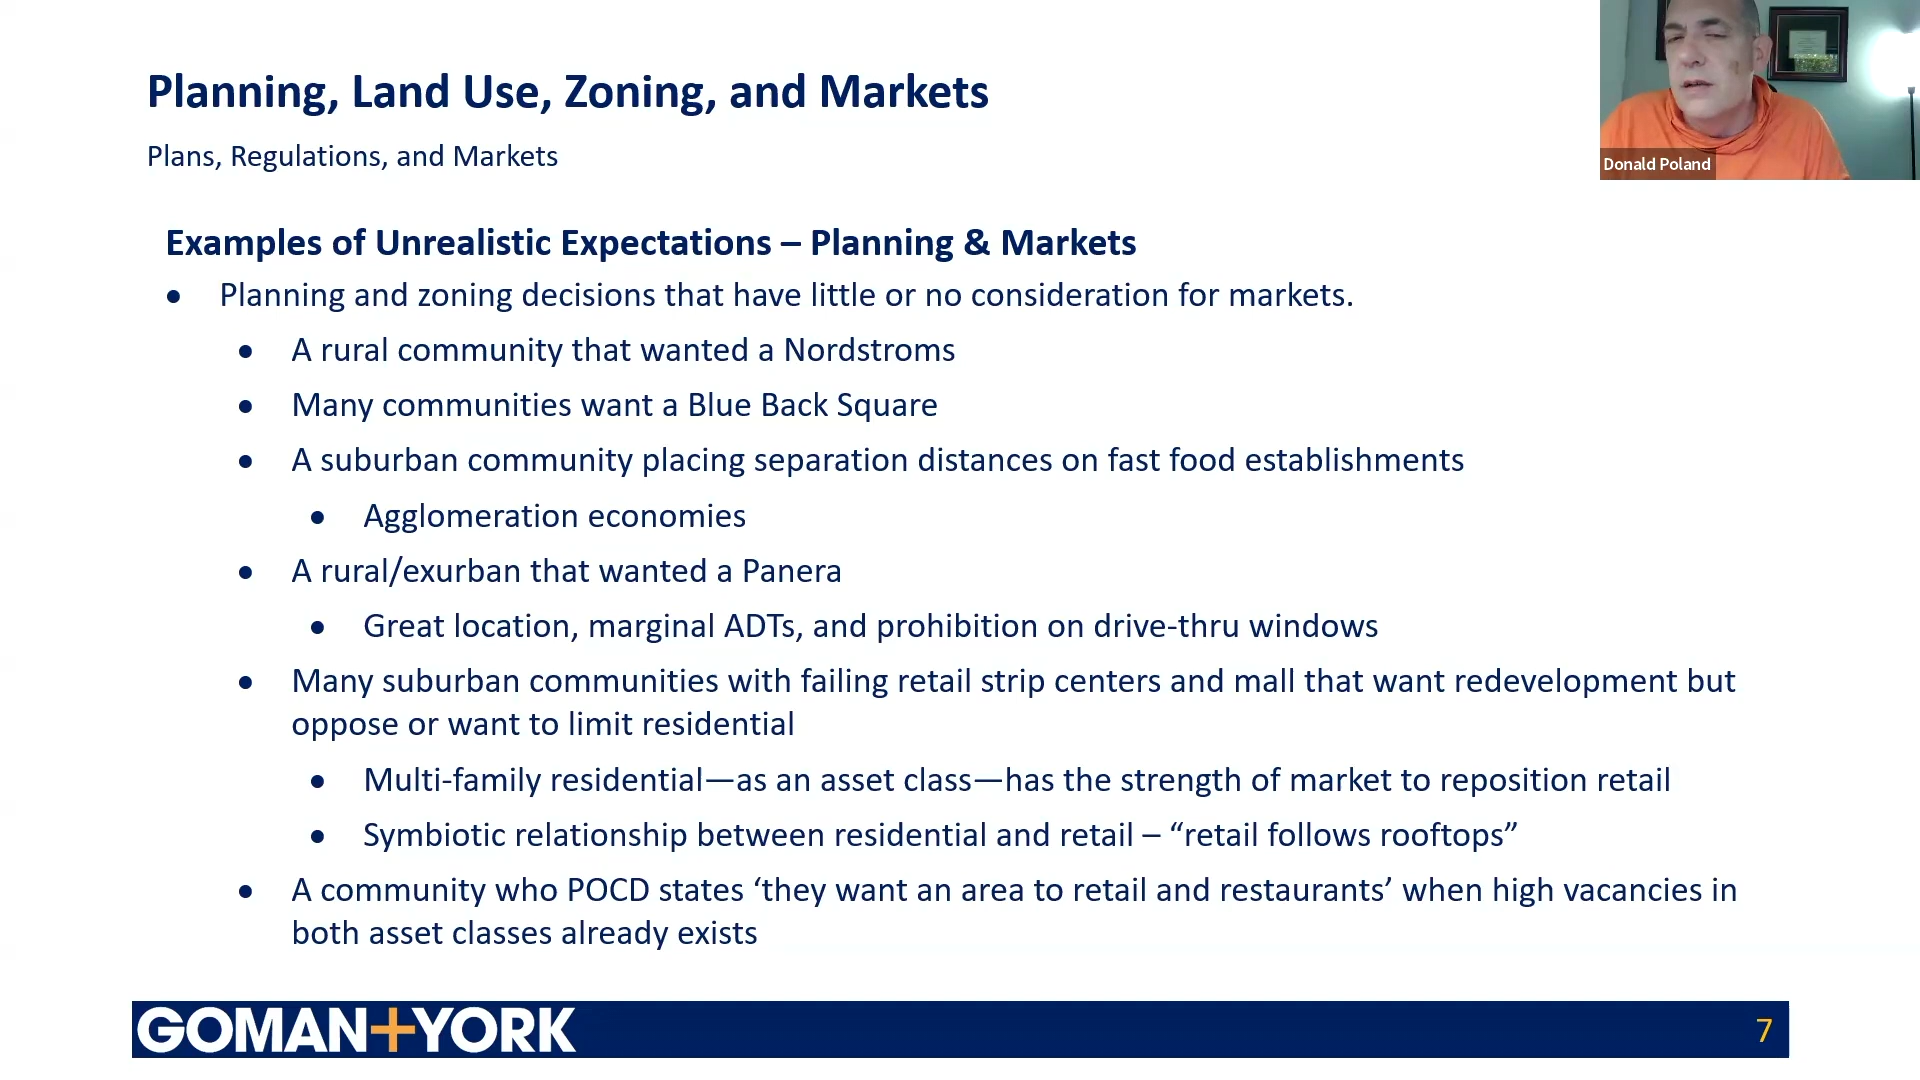 Planning, Land Use, Zoning, and Markets
Plans, Regulations, and Markets
Donald Poland
Examples of Unrealistic Expectations – Planning & Markets
• Planning and zoning decisions that have little or no consideration for markets.
• A rural community that wanted a Nordstroms
• Many communities want a Blue Back Square
• A suburban community placing separation distances on fast food establishments
• Agglomeration economies
• A rural/exurban that wanted a Panera
• Great location, marginal ADTs, and prohibition on drive-thru windows
• Many suburban communities with failing retail strip centers and mall that want redevelopment but
oppose or want to limit residential
• Multi-family residential—as an asset class—has the strength of market to reposition retail
• Symbiotic relationship between residential and retail – “retail follows rooftops”
• A community who POCD states ‘they want an area to retail and restaurants’ when high vacancies in
both asset classes already exists
GOMAN+YORK
7